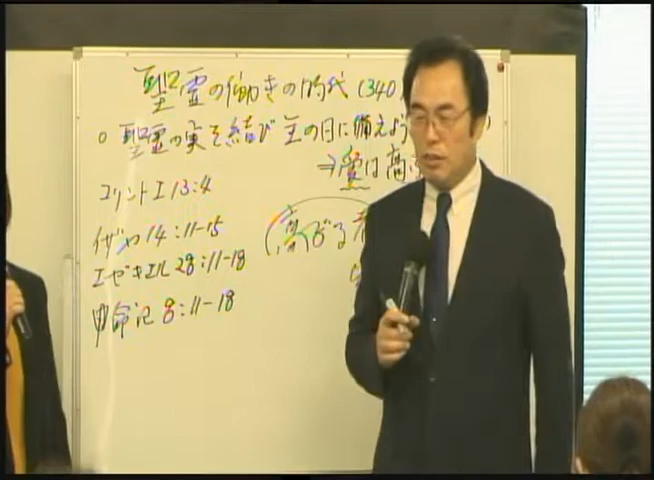 聖霊の働きの時代 (340
○ 聖霊の実を結び 主の日に備えよう
⇒ 愛は高
コリントI 13:4
イザヤ 14:11-15
(高ぶる者
エゼキエル 28:11-18
申命記 8:11-18